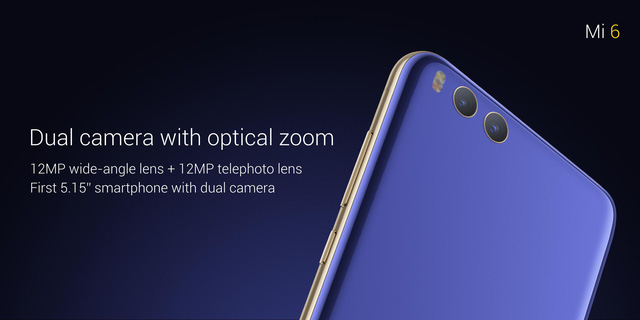 Mi 6
Dual camera with optical zoom
12MP wide-angle lens + 12MP telephoto lens
First 5.15" smartphone with dual camera